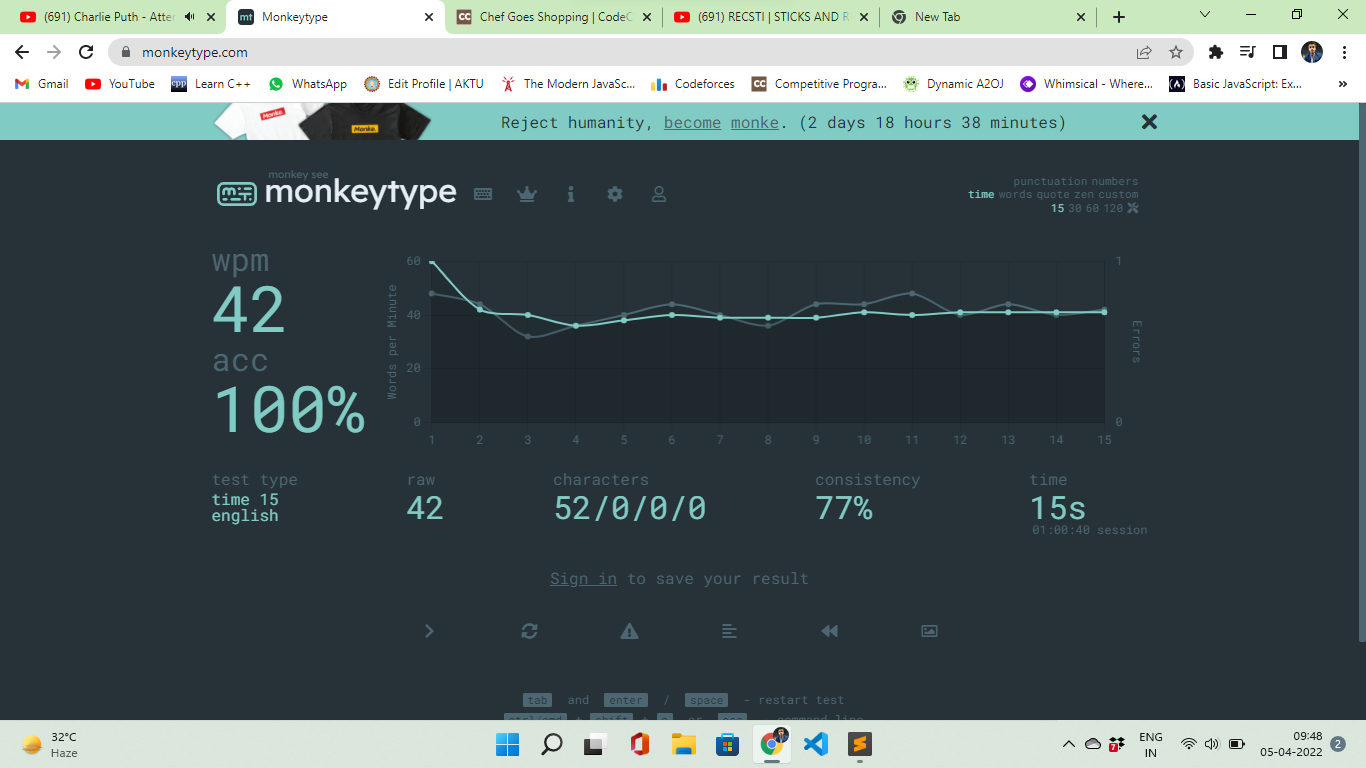 (691) Charlie Puth - Atten
Monkeytype
Chef Goes Shopping | CodeC
(691) RECSTI | STICKS AND R
New Tab
monkeytype.com
Gmail
YouTube
cpp Learn C++
WhatsApp
Edit Profile | AKTU
The Modern JavaSc...
Codeforces
Competitive Progra...
Dynamic A2OJ
Whimsical - Where...
Basic JavaScript: Ex...
»
Monke.
Monke.
Reject humanity, become monke. (2 days 18 hours 38 minutes)
monkey see
monkeytype
punctuation numbers
time words quote zen custom
15 30 60 120
wpm
42
acc
100%
Words per Minute
60
40
20
0
1 2 3 4 5 6 7 8 9 10 11 12 13 14 15
1
0
Errors
test type
time 15
english
raw
42
characters
52/0/0/0
consistency
77%
time
15s
01:00:40 session
Sign in to save your result
tab and enter / space - restart test
32°C
Haze
7
ENG
IN
09:48
05-04-2022
2